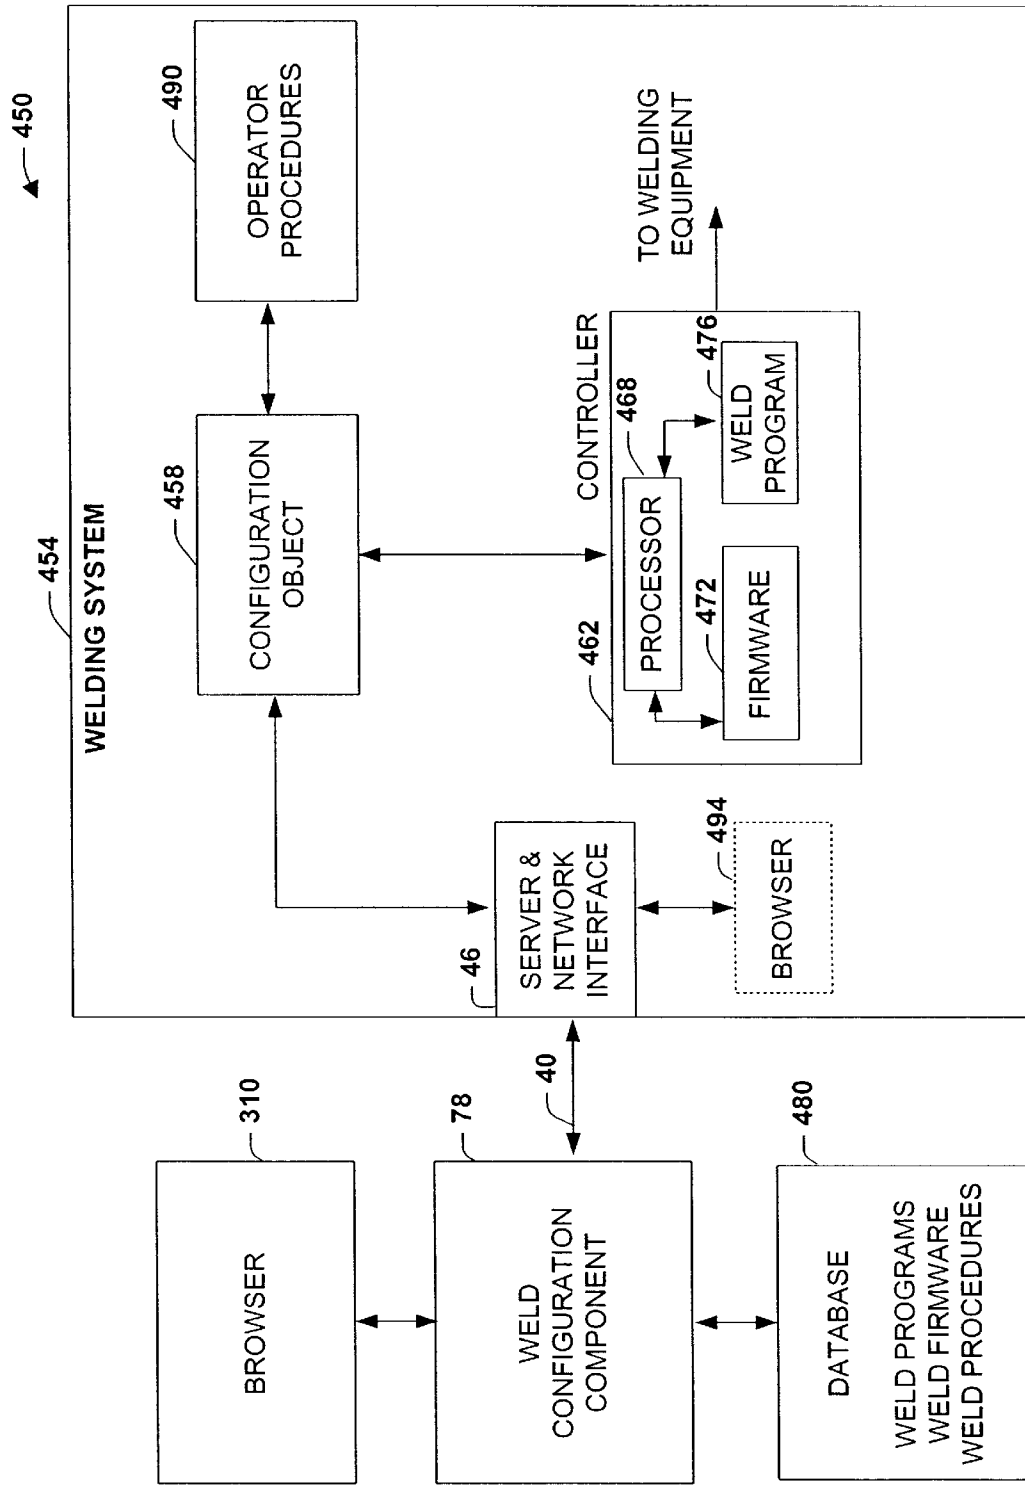 450
454
WELDING SYSTEM
310
BROWSER
458
CONFIGURATION
OBJECT
490
OPERATOR
PROCEDURES
78
WELD
CONFIGURATION
COMPONENT
40
46
SERVER &
NETWORK
INTERFACE
462
CONTROLLER
468
PROCESSOR
472
FIRMWARE
476
WELD
PROGRAM
TO WELDING
EQUIPMENT
494
BROWSER
480
DATABASE
WELD PROGRAMS
WELD FIRMWARE
WELD PROCEDURES